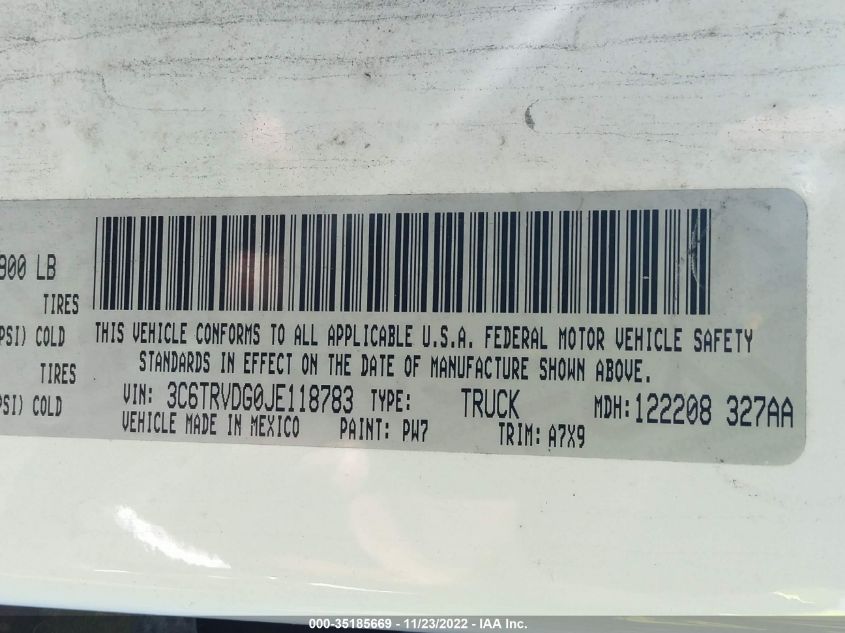 900 LB
TIRES
PSI) COLD
TIRES
PSI) COLD
THIS VEHICLE CONFORMS TO ALL APPLICABLE U.S.A. FEDERAL MOTOR VEHICLE SAFETY
STANDARDS IN EFFECT ON THE DATE OF MANUFACTURE SHOWN ABOVE.
VIN: 3C6TRVDG0JE118783 TYPE: TRUCK MDH: 122208 327AA
VEHICLE MADE IN MEXICO PAINT: PW7 TRIM: A7X9
000-35185669 - 11/23/2022 - IAA Inc.